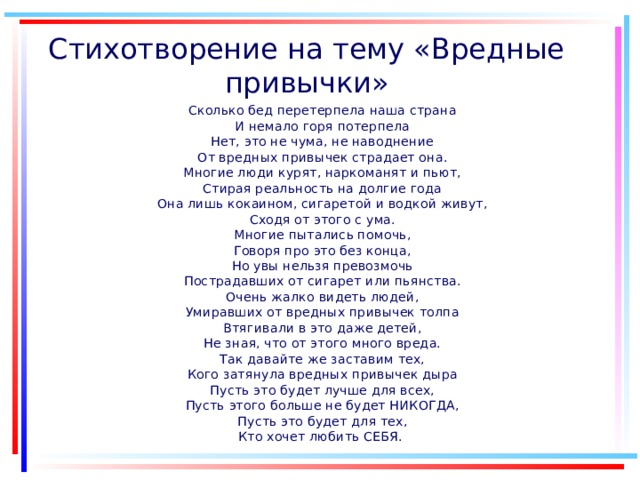 Стихотворение на тему «Вредные
привычки»
Сколько бед перетерпела наша страна
И немало горя потерпела
Нет, это не чума, не наводнение
От вредных привычек страдает она.
Многие люди курят, наркоманят и пьют,
Стирая реальность на долгие года
Она лишь кокаином, сигаретой и водкой живут,
Сходя от этого с ума.
Многие пытались помочь,
Говоря про это без конца,
Но увы нельзя превозмочь
Пострадавших от сигарет или пьянства.
Очень жалко видеть людей,
Умиравших от вредных привычек толпа
Втягивали в это даже детей,
Не зная, что от этого много вреда.
Так давайте же заставим тех,
Кого затянула вредных привычек дыра
Пусть это будет лучше для всех,
Пусть этого больше не будет НИКОГДА,
Пусть это будет для тех,
Кто хочет любить СЕБЯ.